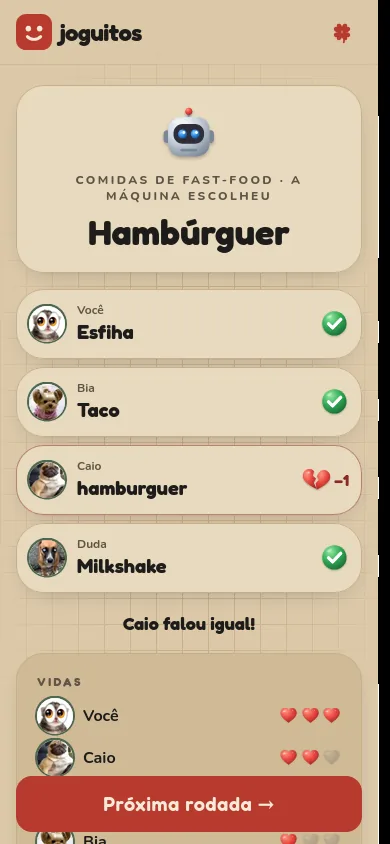 joguitos
COMIDAS DE FAST-FOOD · A
MÁQUINA ESCOLHEU
Hambúrguer
Você
Esfiha
Bia
Taco
Caio
hamburguer
–1
Duda
Milkshake
Caio falou igual!
VIDAS
Você
Caio
Próxima rodada →
Bia